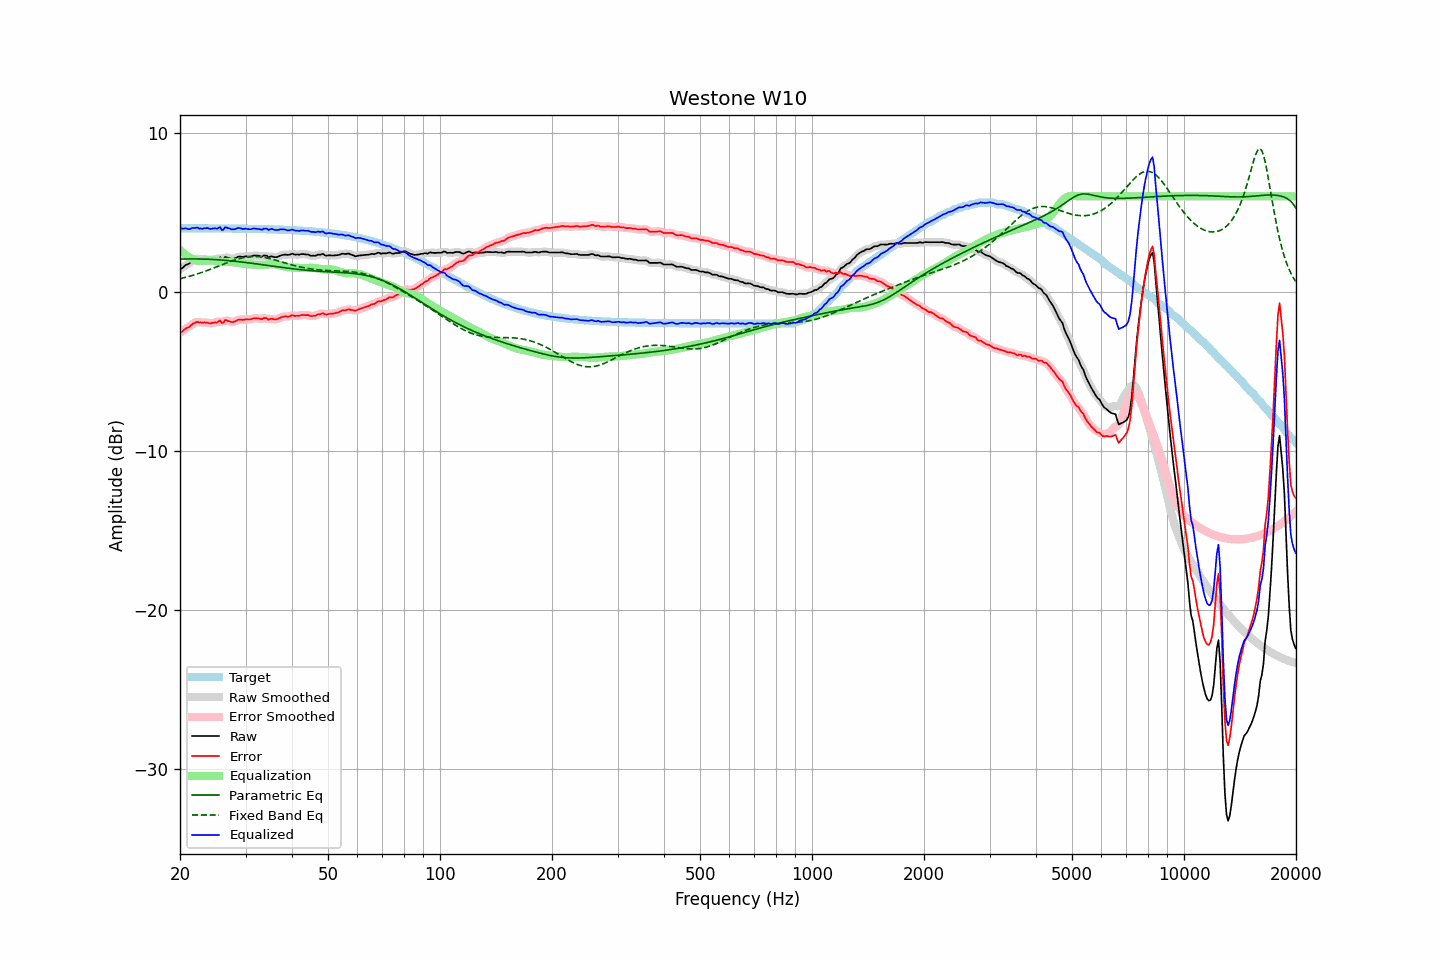 Westone W10
10
0
−10
−20
−30
Amplitude (dBr)
Target
Raw Smoothed
Error Smoothed
Raw
Error
Equalization
Parametric Eq
Fixed Band Eq
Equalized
20 50 100 200 500 1000 2000 5000 10000 20000
Frequency (Hz)